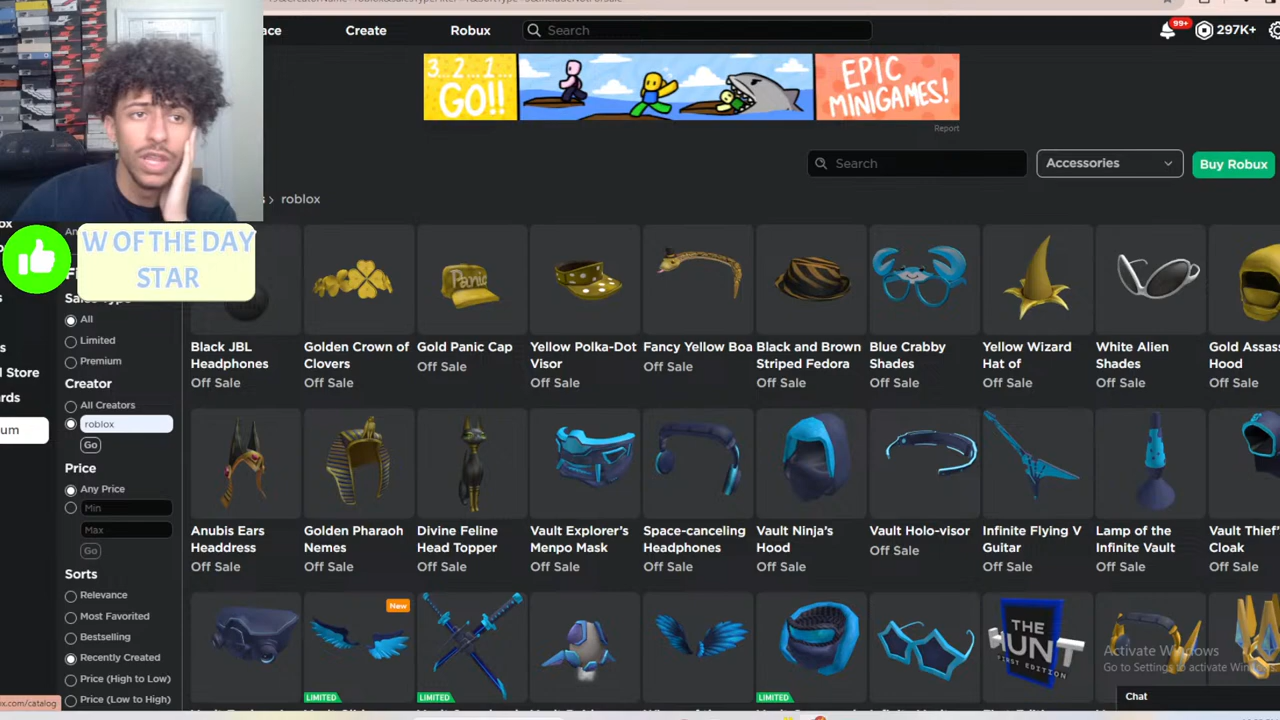 Create
Robux
Search
99+
297K+
3...2...1...
GO!!
EPIC
MINIGAMES!
Report
Search
Accessories
Buy Robux
> roblox
W OF THE DAY
STAR
All
Limited
Premium
Creator
All Creators
roblox
Go
Price
Any Price
Min
Max
Go
Sorts
Relevance
Most Favorited
Bestselling
Recently Created
Price (High to Low)
Price (Low to High)
Black JBL
Headphones
Off Sale
Golden Crown of
Clovers
Off Sale
Panic
Gold Panic Cap
Off Sale
Yellow Polka-Dot
Visor
Off Sale
Fancy Yellow Boa
Off Sale
Black and Brown
Striped Fedora
Off Sale
Blue Crabby
Shades
Off Sale
Yellow Wizard
Hat of
Off Sale
White Alien
Shades
Off Sale
Gold
Hood
Off Sale
Anubis Ears
Headdress
Off Sale
Golden Pharaoh
Nemes
Off Sale
Divine Feline
Head Topper
Off Sale
Vault Explorer's
Menpo Mask
Off Sale
Space-canceling
Headphones
Off Sale
Vault Ninja's
Hood
Off Sale
Vault Holo-visor
Off Sale
Infinite Flying V
Guitar
Off Sale
Lamp of the
Infinite Vault
Off Sale
Vault Thief's
Cloak
Off Sale
New
LIMITED
LIMITED
LIMITED
THE
HUNT
FIRST EDITION
Activate Windows
Go to Settings to activate
Chat